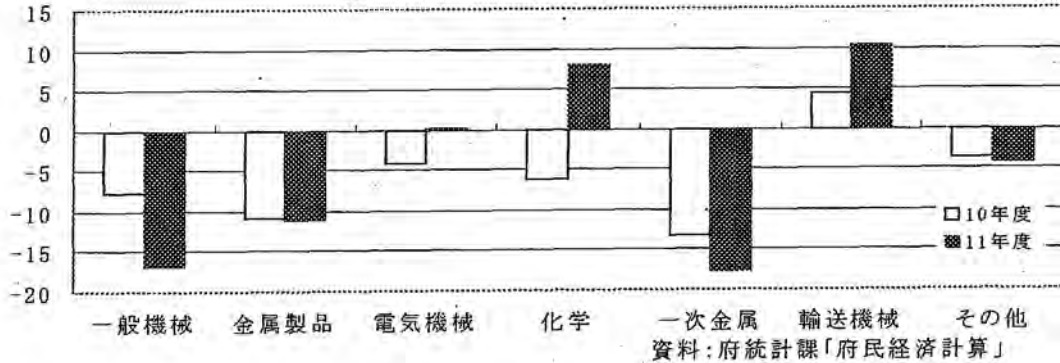 15
10
5
0
-5
-10
-15
-20
□10年度
■11年度
一般機械 金属製品 電気機械 化学 一次金属 輸送機械 その他
資料:府統計課「府民経済計算」